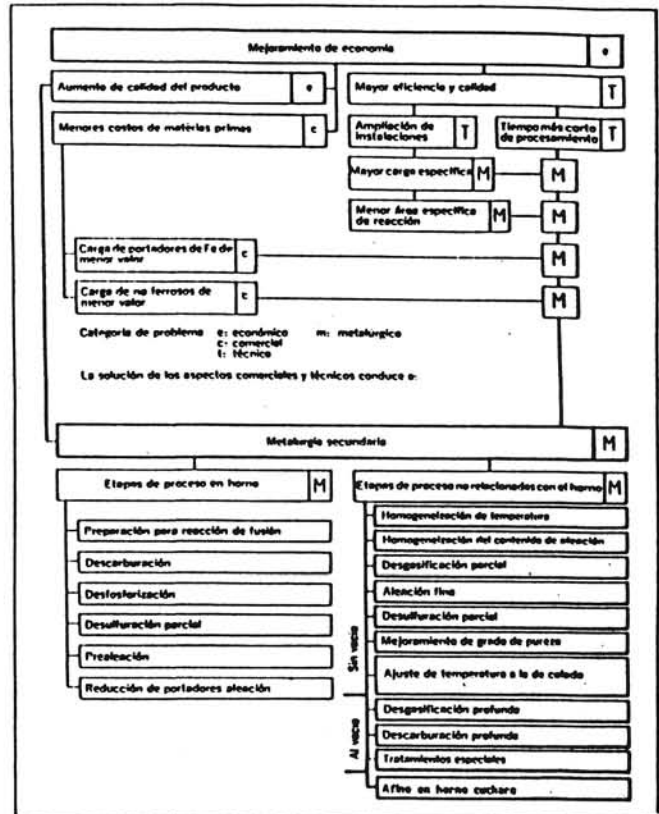 Mejoramiento de economía e
Aumento de calidad del producto e
Mayor eficiencia y calidad T
Menores costos de matérias primas c
Ampliación de
instalaciones T
Tiempo más corto
de procesamiento T
Mayor carga específica M M
Menor Área específica
de reacción M M
Carga de portadores de Fe de
menor valor c M
Carga de no ferrosos de
menor valor c M
Categoría de problema e: económico m: metalúrgico
c: comercial
t: técnico
La solución de los aspectos comerciales y técnicos conduce a:
Metalurgia secundaria M
Etapas de proceso en horno M
Preparación para reacción de fusión
Descarburación
Desfosforización
Desulfuración parcial
Prealeación
Reducción de portadores aleación
Etapas de proceso no relacionadas con el horno M
Sin vacío
Homogeneización de temperatura
Homogeneización del contenido de aleación
Desgasificación parcial
Aleación fina
Desulfuración parcial
Mejoramiento de grado de pureza
Ajuste de temperatura a la de colada
Al vacío
Desgasificación profunda
Descarburación profunda
Tratamientos especiales
Afino en horno cuchara